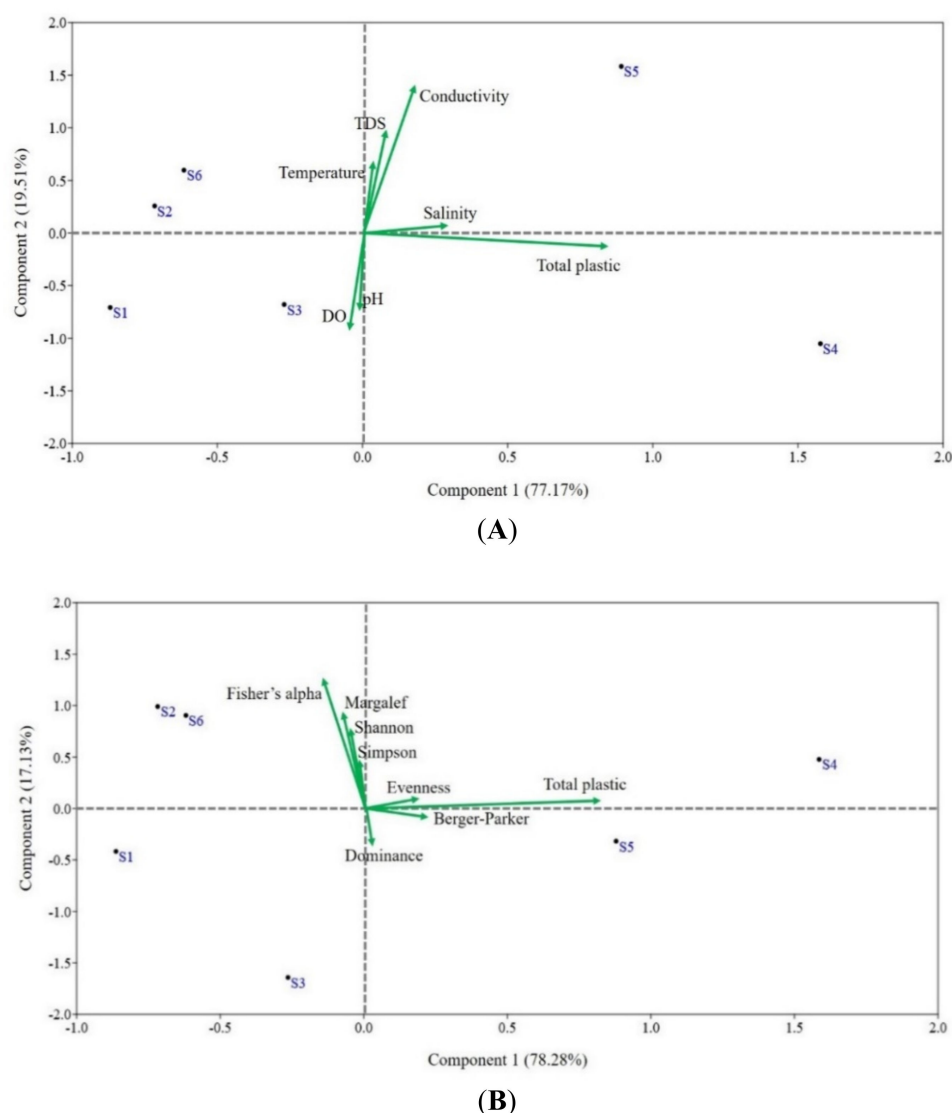 2.0
1.5
1.0
0.5
0.0
-0.5
-1.0
-1.5
-2.0
Component 2 (19.51%)
S5
Conductivity
TDS
Temperature
S6
S2
Salinity
Total plastic
S1
S3
pH
DO
S4
-1.0 -0.5 0.0 0.5 1.0 1.5 2.0
Component 1 (77.17%)
(A)
2.0
1.5
1.0
0.5
0.0
-0.5
-1.0
-1.5
-2.0
Component 2 (17.13%)
Fisher's alpha
Margalef
S2
S6
Shannon
Simpson
S4
Evenness
Total plastic
Berger-Parker
S5
S1
Dominance
S3
-1.0 -0.5 0.0 0.5 1.0 1.5 2.0
Component 1 (78.28%)
(B)